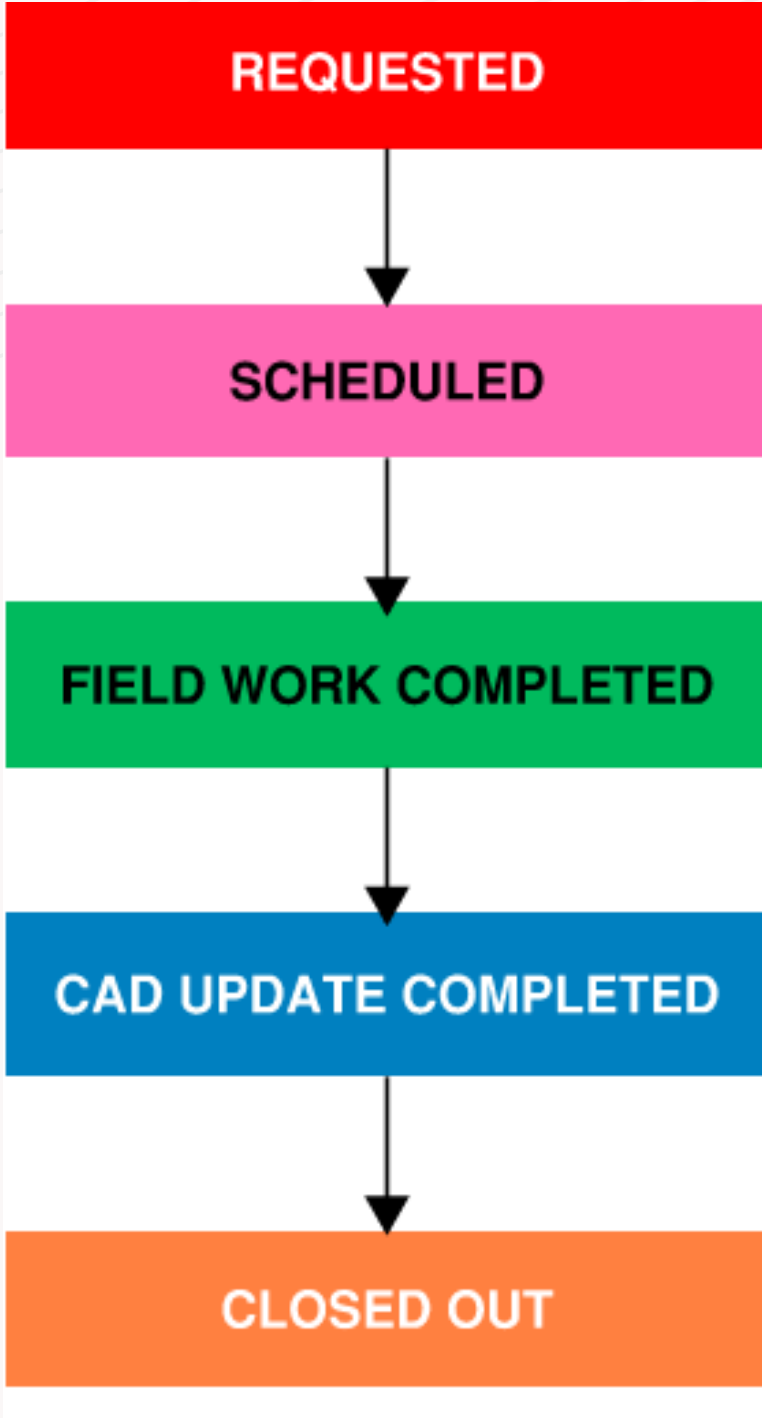 REQUESTED
SCHEDULED
FIELD WORK COMPLETED
CAD UPDATE COMPLETED
CLOSED OUT